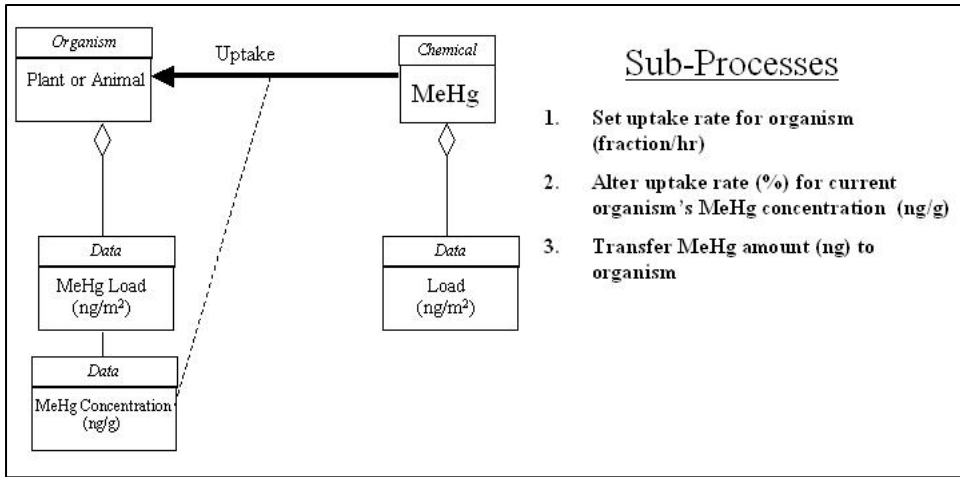 Organism
Plant or Animal
Uptake
Chemical
MeHg
Data
MeHg Load
(ng/m²)
Data
MeHg Concentration
(ng/g)
Data
Load
(ng/m²)
Sub-Processes
1. Set uptake rate for organism
(fraction/hr)
2. Alter uptake rate (%) for current
organism's MeHg concentration (ng/g)
3. Transfer MeHg amount (ng) to
organism